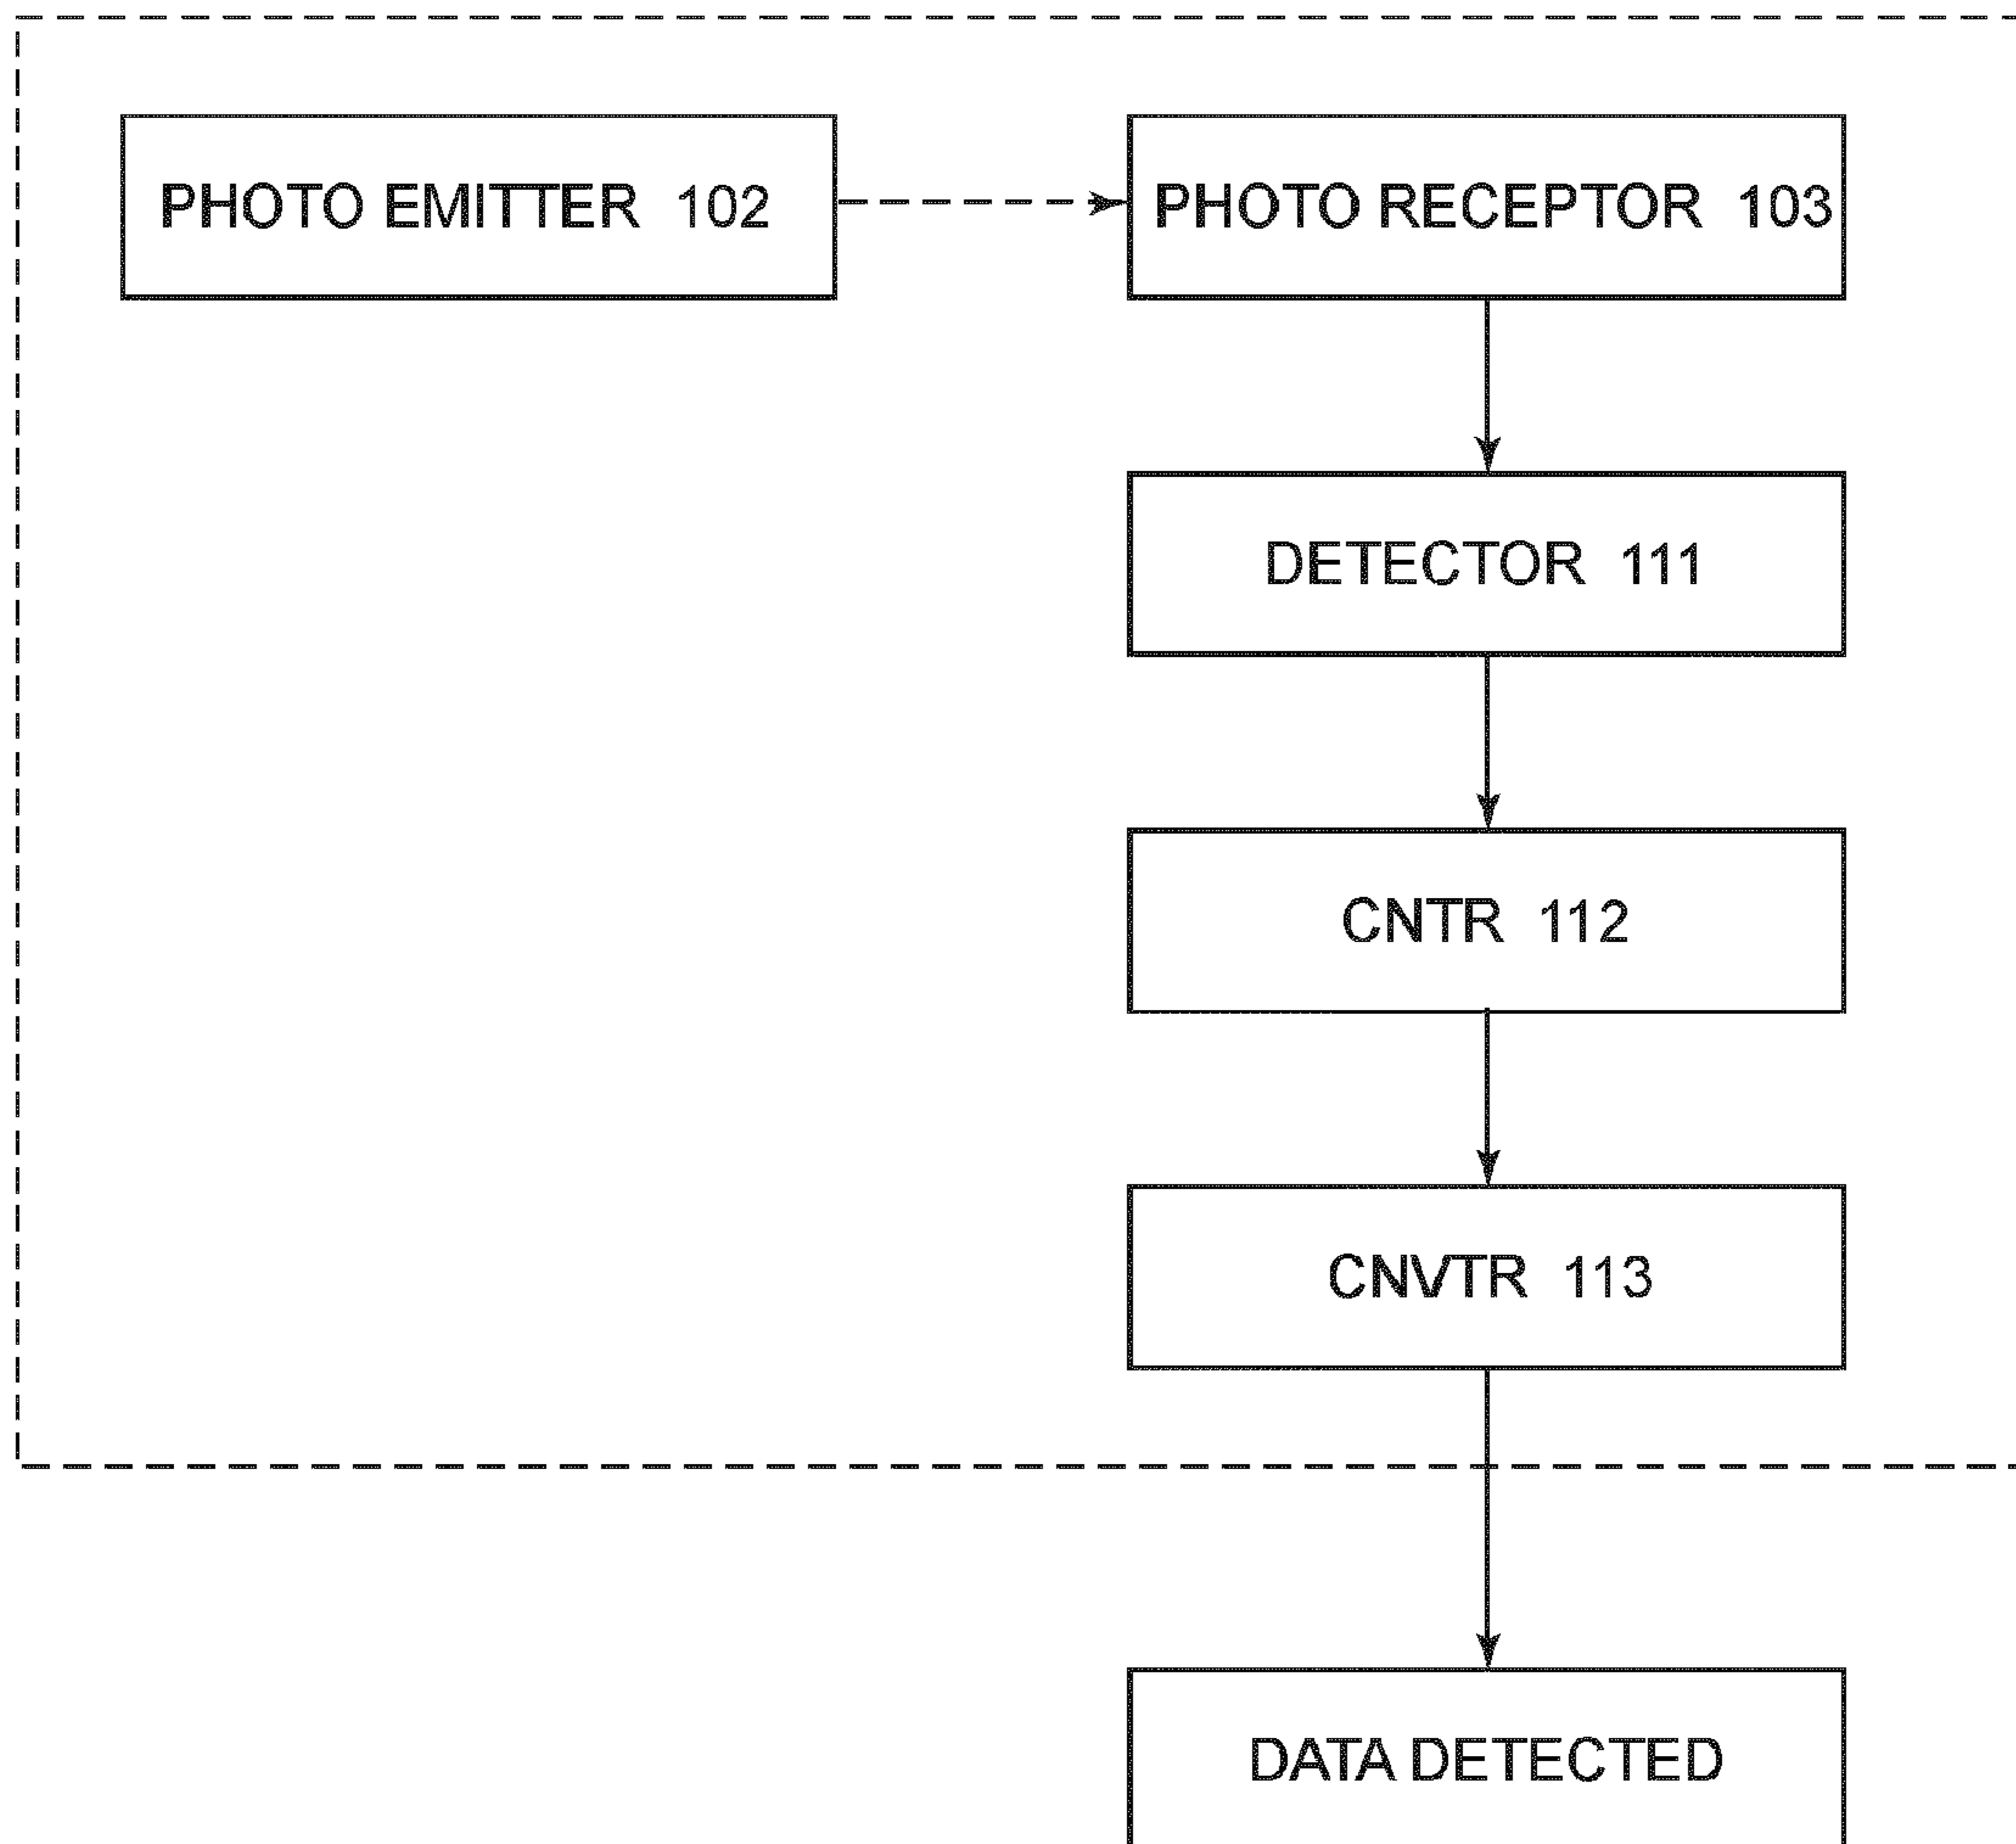 PHOTO EMITTER 102
PHOTO RECEPTOR 103
DETECTOR 111
CNTR 112
CNVTR 113
DATA DETECTED